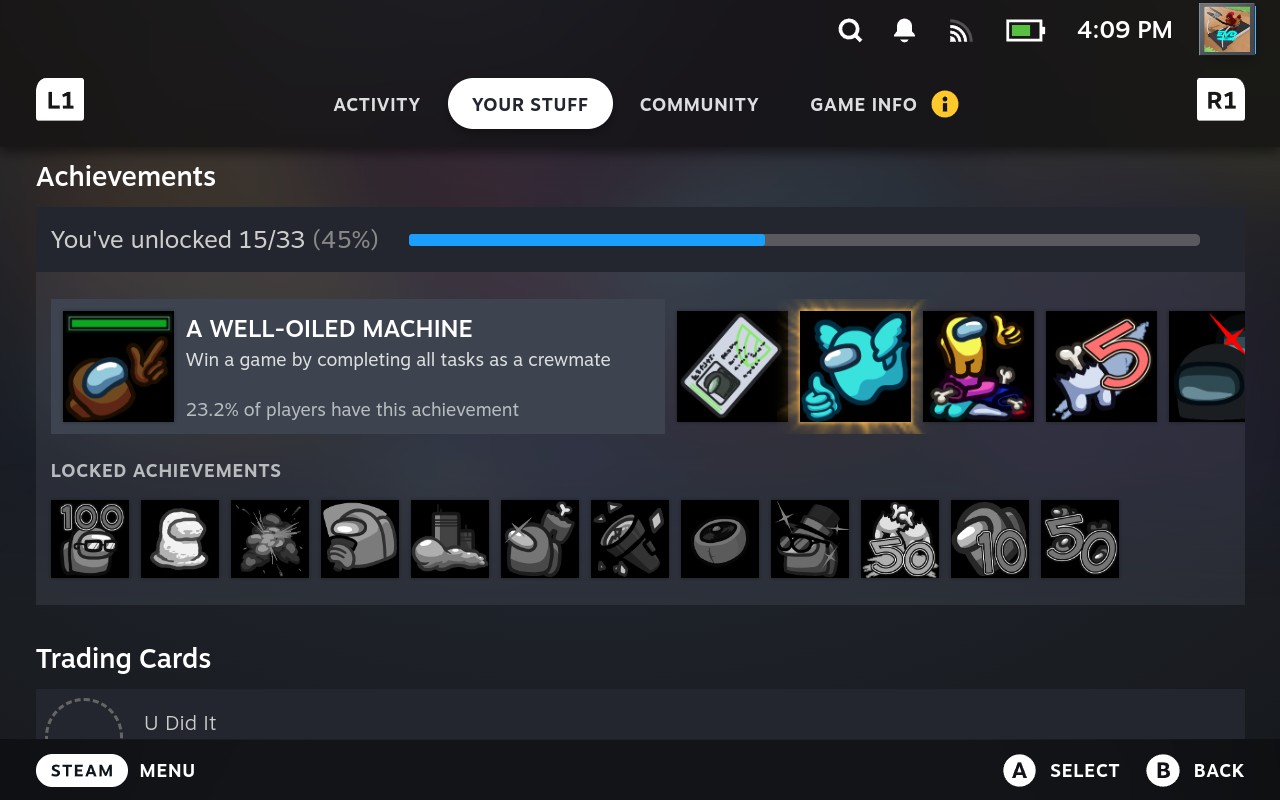 4:09 PM
L1
ACTIVITY
YOUR STUFF
COMMUNITY
GAME INFO
R1
Achievements
You've unlocked 15/33 (45%)
A WELL-OILED MACHINE
Win a game by completing all tasks as a crewmate
23.2% of players have this achievement
5
LOCKED ACHIEVEMENTS
100
50
10
50
Trading Cards
U Did It
STEAM MENU
A SELECT
B BACK